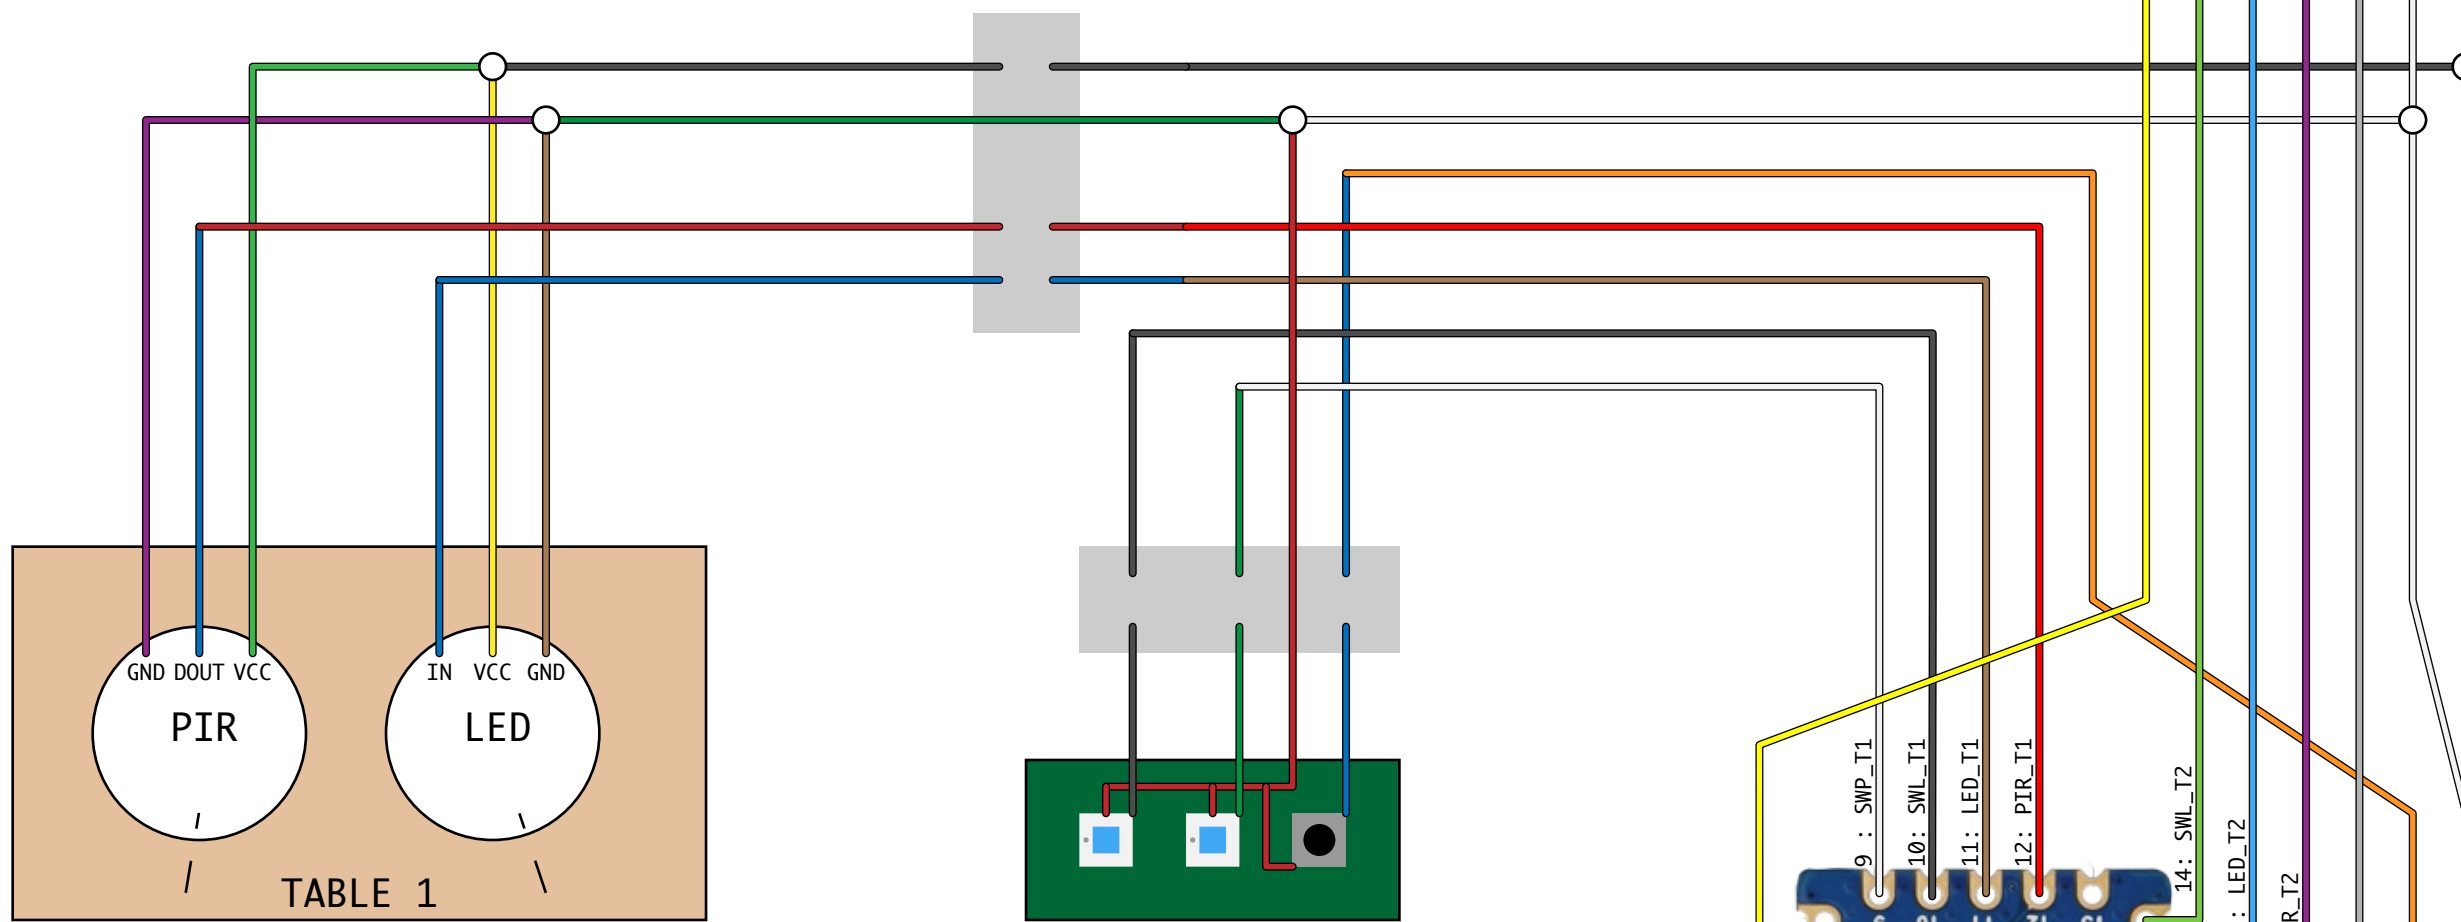 GND DOUT VCC
IN VCC GND
PIR
LED
TABLE 1
9 : SWP_T1
10: SWL_T1
11: LED_T1
12: PIR_T1
14: SWL_T2
: LED_T2
R_T2